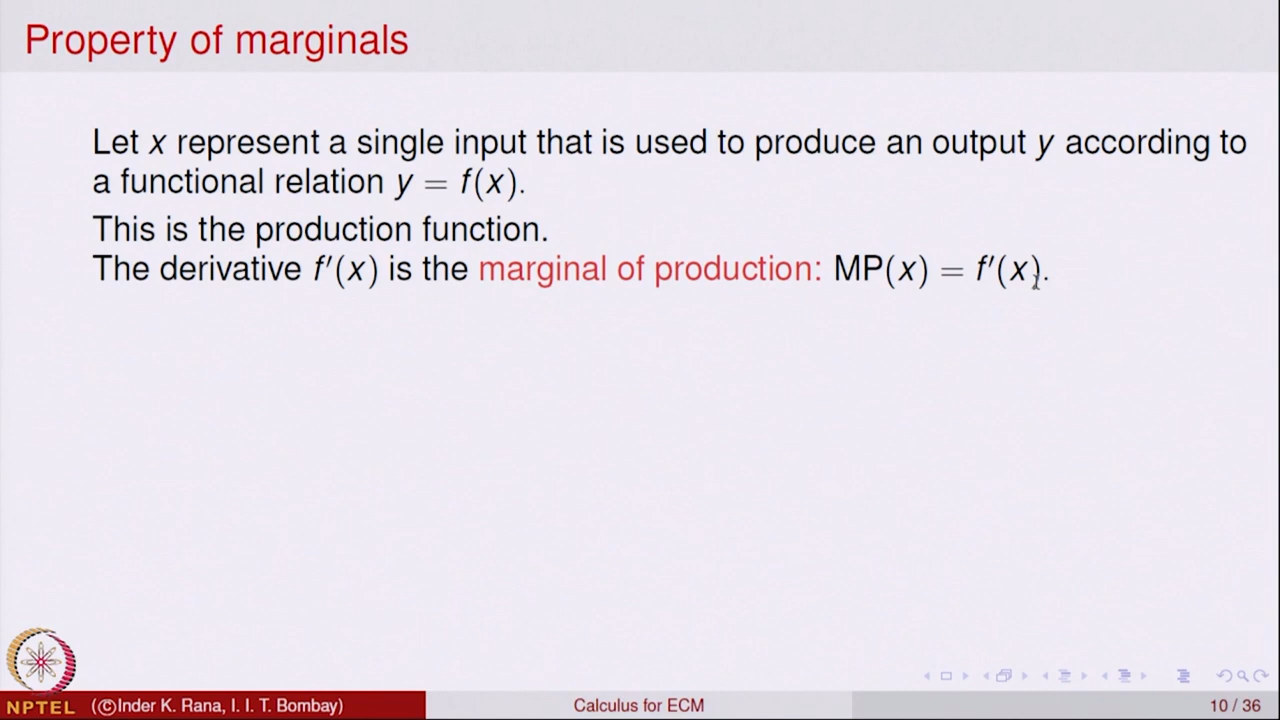 Property of marginals
Let x represent a single input that is used to produce an output y according to
a functional relation y = f(x).
This is the production function.
The derivative f′(x) is the marginal of production: MP(x) = f′(x).
NPTEL
(©Inder K. Rana, I. I. T. Bombay)
Calculus for ECM
10 / 36